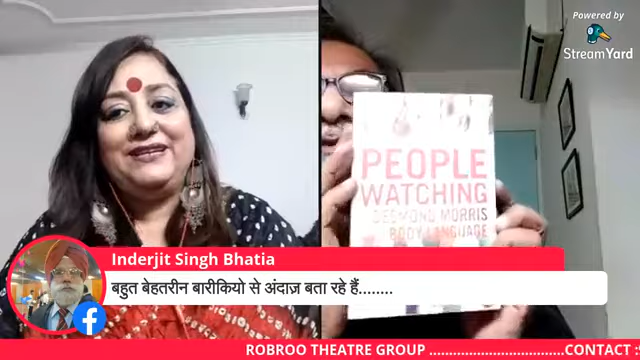 Powered by
StreamYard
PEOPLE
WATCHING
DESMOND MORRIS
BODY LANGUAGE
Inderjit Singh Bhatia
बहुत बेहतरीन बारीकियो से अंदाज़ बता रहे हैं........
ROBROO THEATRE GROUP ..................................CONTACT :-